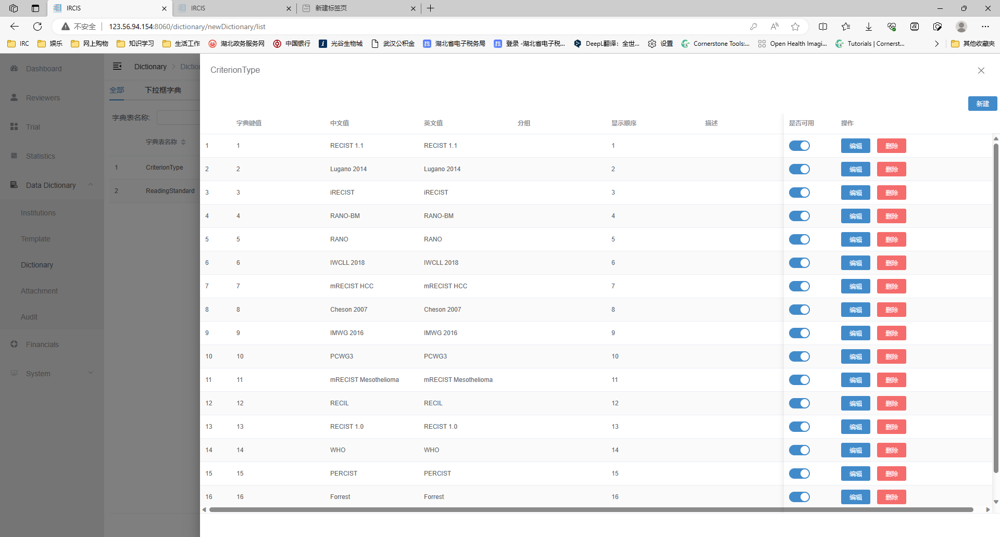 IRCIS
IRCIS
新建标签页
不安全
123.56.94.154:8060/dictionary/newDictionary/list
IRC
娱乐
网上购物
知识学习
生活工作
湖北政务服务网
中国银行
光谷生物城
武汉公积金
湖北省电子税务局
登录 -湖北省电子税...
DeepL翻译：全世...
设置
Cornerstone Tools:...
Open Health Imagi...
Tutorials | Cornerst...
其他收藏夹
Dashboard
Reviewers
Trial
Statistics
Data Dictionary
Institutions
Template
Dictionary
Attachment
Audit
Financials
System
Dictionary > Dictio
全部 下拉框字典
字典表名称:
字典表名称
1 CriterionType
2 ReadingStandard
CriterionType
新建
字典键值 中文值 英文值 分组 显示顺序 描述 是否可用 操作
1 1 RECIST 1.1 RECIST 1.1 1 编辑 删除
2 2 Lugano 2014 Lugano 2014 2 编辑 删除
3 3 iRECIST iRECIST 3 编辑 删除
4 4 RANO-BM RANO-BM 4 编辑 删除
5 5 RANO RANO 5 编辑 删除
6 6 IWCLL 2018 IWCLL 2018 6 编辑 删除
7 7 mRECIST HCC mRECIST HCC 7 编辑 删除
8 8 Cheson 2007 Cheson 2007 8 编辑 删除
9 9 IMWG 2016 IMWG 2016 9 编辑 删除
10 10 PCWG3 PCWG3 10 编辑 删除
11 11 mRECIST Mesothelioma mRECIST Mesothelioma 11 编辑 删除
12 12 RECIL RECIL 12 编辑 删除
13 13 RECIST 1.0 RECIST 1.0 13 编辑 删除
14 14 WHO WHO 14 编辑 删除
15 15 PERCIST PERCIST 15 编辑 删除
16 16 Forrest Forrest 16 编辑 删除